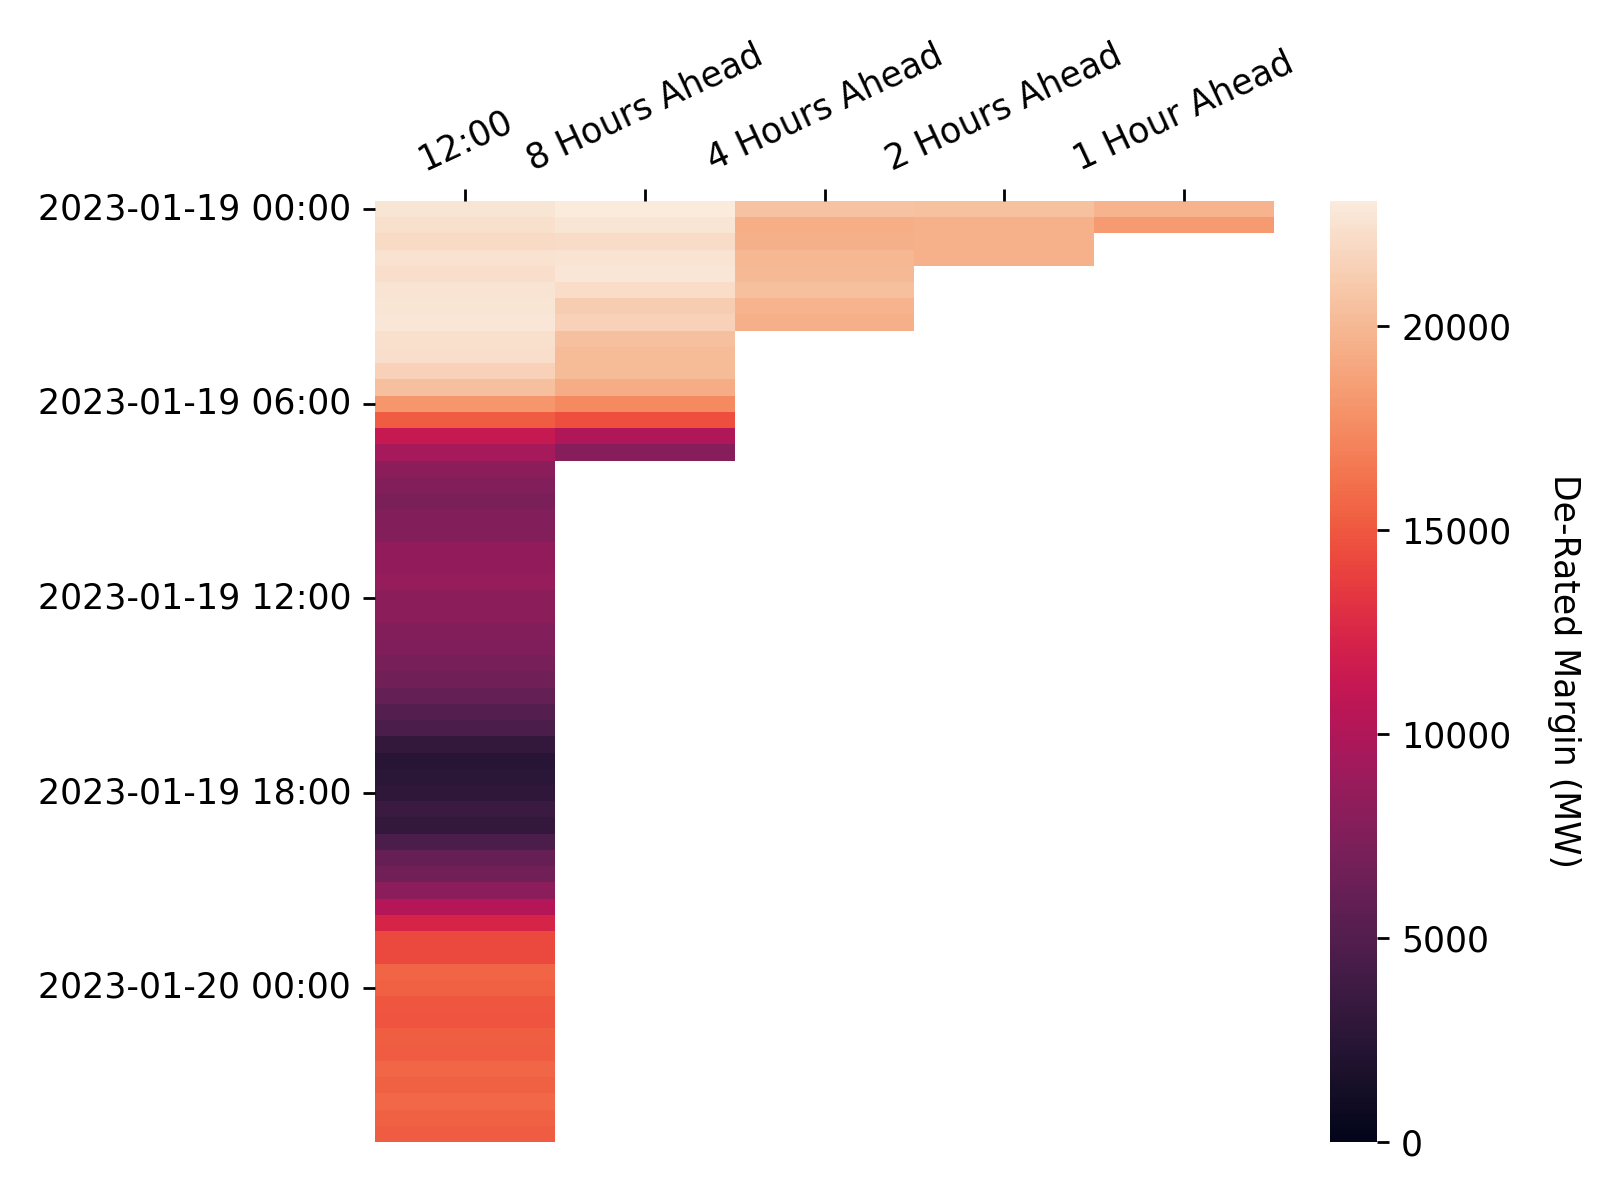 12:00
8 Hours Ahead
4 Hours Ahead
2 Hours Ahead
1 Hour Ahead
2023-01-19 00:00
2023-01-19 06:00
2023-01-19 12:00
2023-01-19 18:00
2023-01-20 00:00
20000
15000
10000
5000
0
De-Rated Margin (MW)